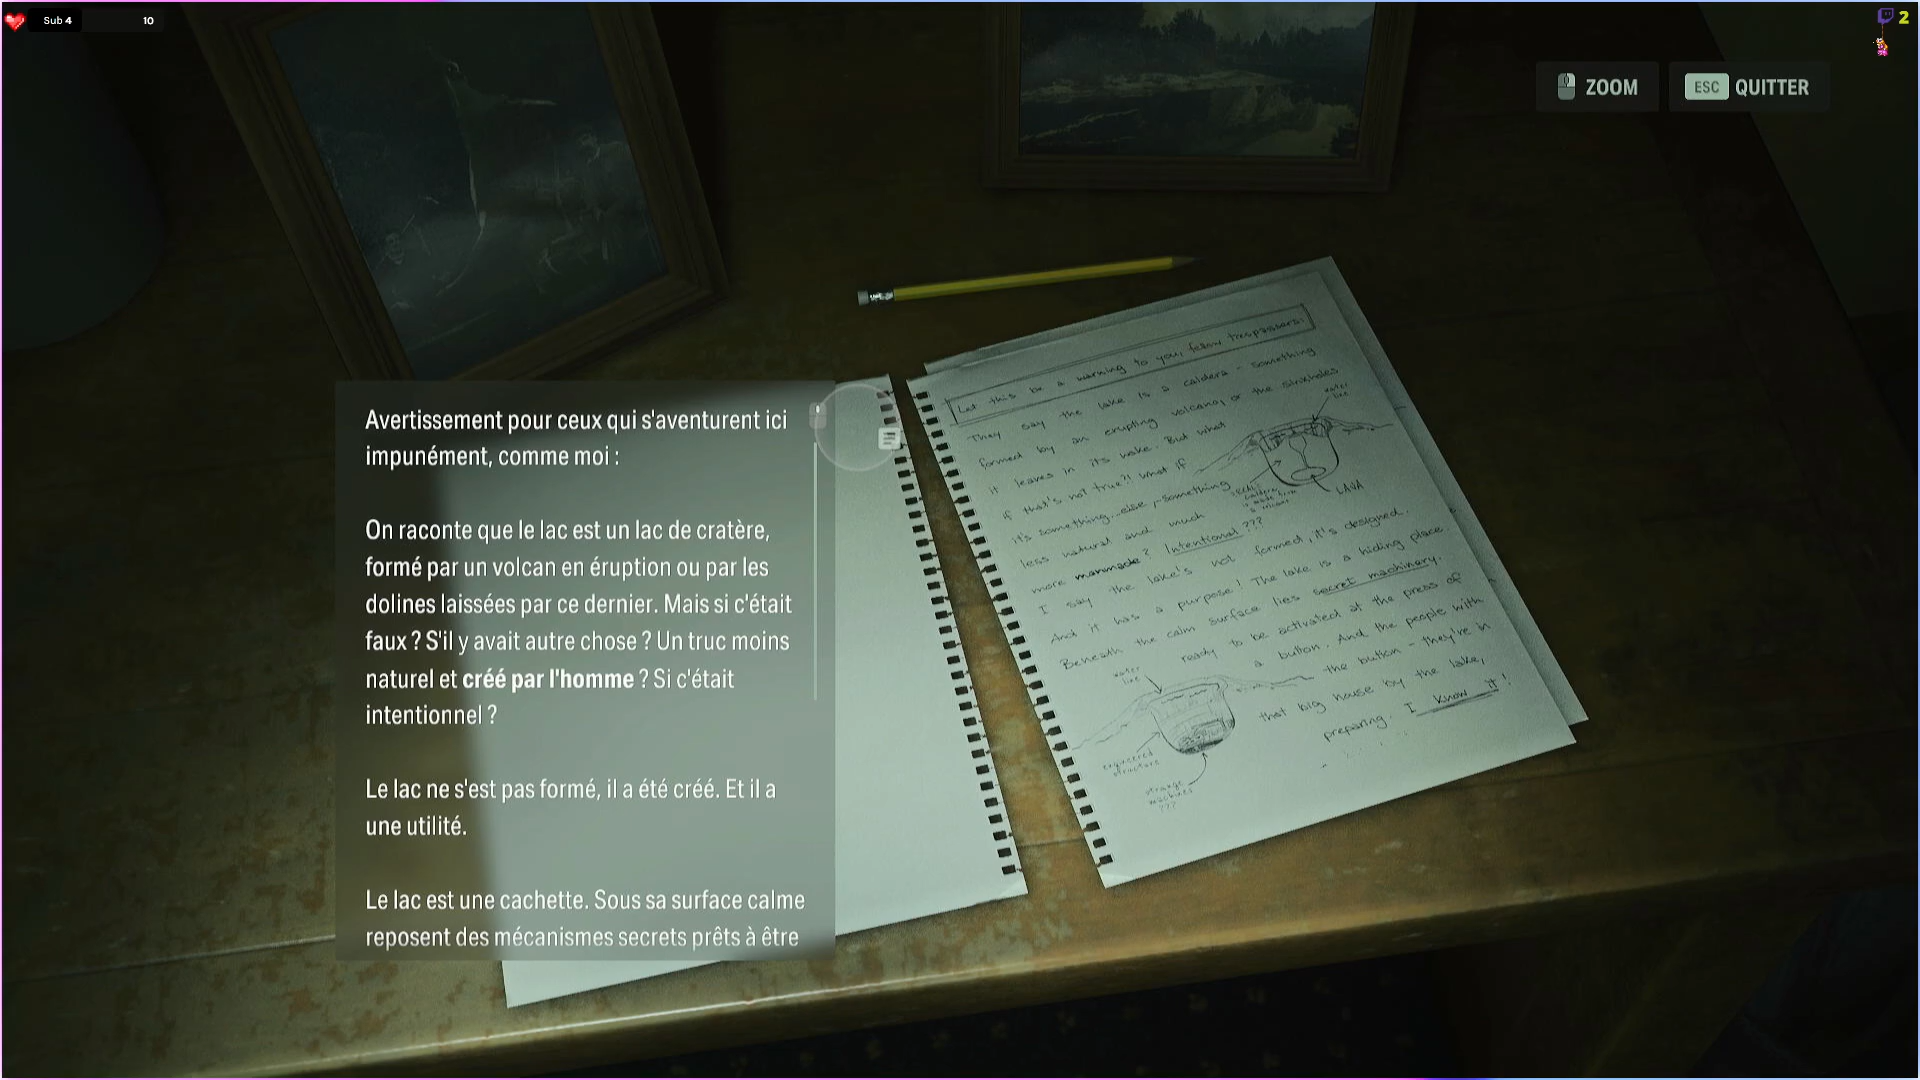 Sub 4
10
2
ZOOM
ESC QUITTER
Avertissement pour ceux qui s'aventurent ici
impunément, comme moi :
On raconte que le lac est un lac de cratère,
formé par un volcan en éruption ou par les
dolines laissées par ce dernier. Mais si c'était
faux ? S'il y avait autre chose ? Un truc moins
naturel et créé par l'homme ? Si c'était
intentionnel ?
Le lac ne s'est pas formé, il a été créé. Et il a
une utilité.
Le lac est une cachette. Sous sa surface calme
reposent des mécanismes secrets prêts à être
Let this be a warning to you, fellow trespassers!
They say the lake is a caldera - something
formed by an erupting volcano, or the sinkholes
it leaves in its wake. But what
if that's not true?! What if
it's something...else, something
less natural and much
more manmade? Intentional???
I say the lake's not formed, it's designed.
And it has a purpose! The lake is a hiding place.
Beneath the calm surface lies secret machinery.
ready to be activated at the press of
a button. And the people with
the button - they're in
that big house by the lake,
preparing. I know it!
water
line
LAVA
water
line
engineered
structure
strange
machines
???